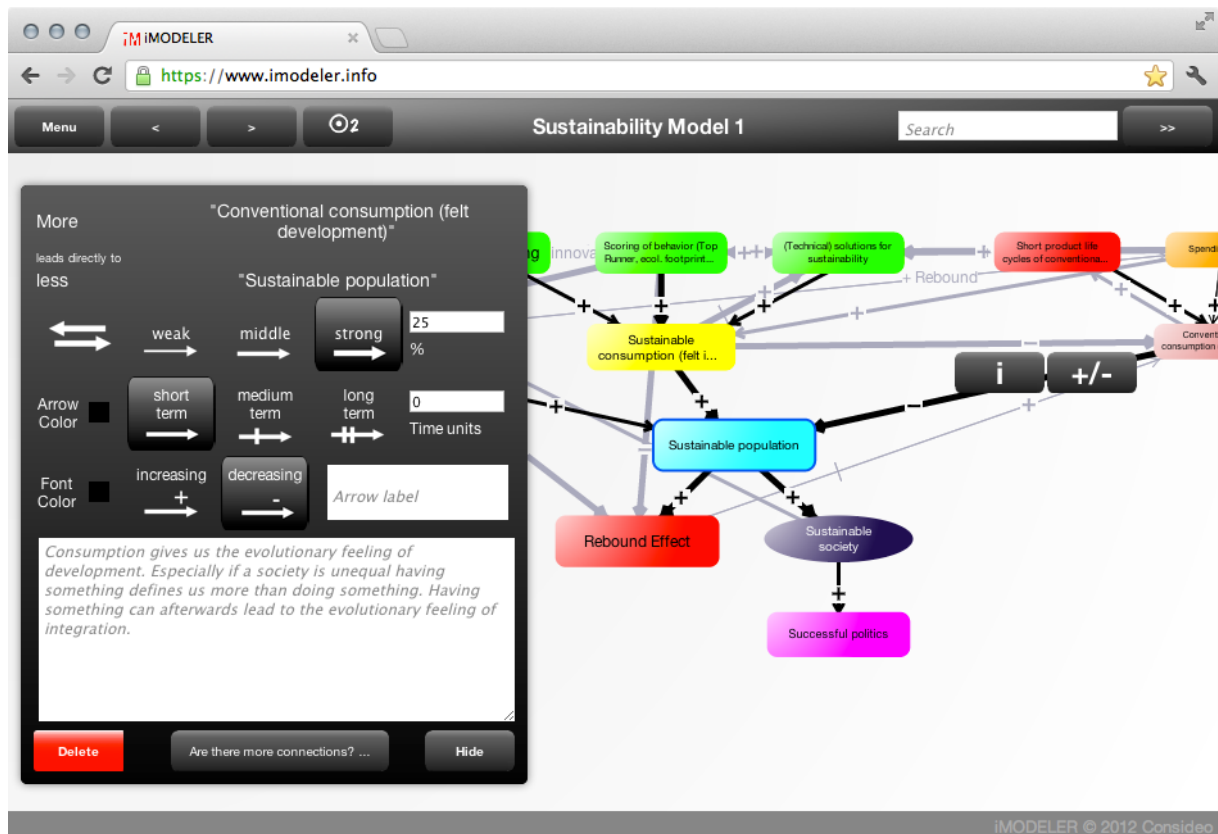 iMODELER
https://www.imodeler.info
Menu
<
>
2
Sustainability Model 1
Search
>>
More
"Conventional consumption (felt
development)"
leads directly to
less
"Sustainable population"
weak
middle
strong
25
%
Arrow
Color
short
term
medium
term
long
term
0
Time units
Font
Color
increasing
+
decreasing
-
Arrow label
Consumption gives us the evolutionary feeling of
development. Especially if a society is unequal having
something defines us more than doing something. Having
something can afterwards lead to the evolutionary feeling of
integration.
Delete
Are there more connections? ...
Hide
innova
Scoring of behavior (Top
Runner, ecol. footprint...
(Technical) solutions for
sustainability
Short product life
cycles of conventiona...
Spendi
+ Rebound
Sustainable
consumption (felt i...
Convent
consumption
i
+/-
Sustainable population
Rebound Effect
Sustainable
society
Successful politics
iMODELER © 2012 Consideo